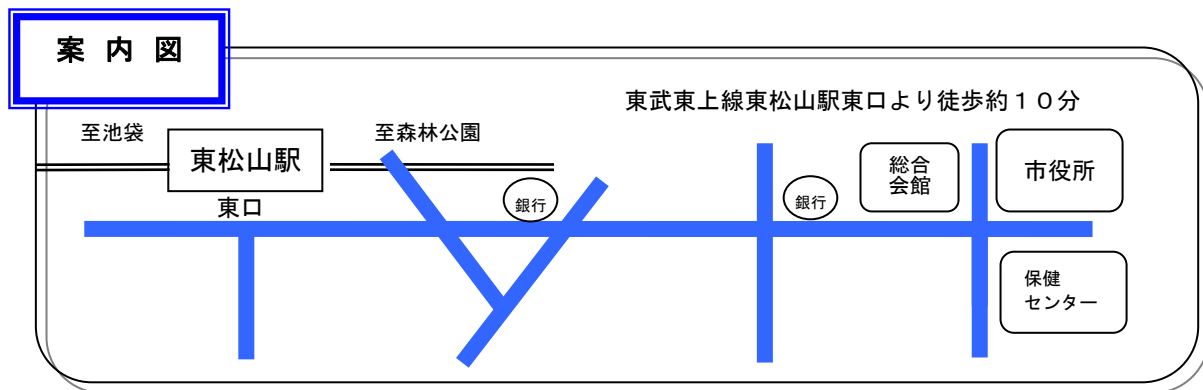 案 内 図
東武東上線東松山駅東口より徒歩約１０分
至池袋
東松山駅
至森林公園
東口
銀行
銀行
総合
会館
市役所
保健
センター